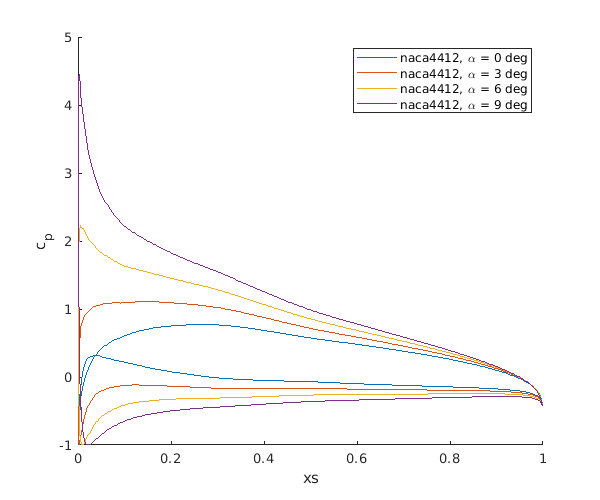 5
4
3
2
1
0
-1
c_p
0
0.2
0.4
0.6
0.8
1
xs
naca4412, α = 0 deg
naca4412, α = 3 deg
naca4412, α = 6 deg
naca4412, α = 9 deg